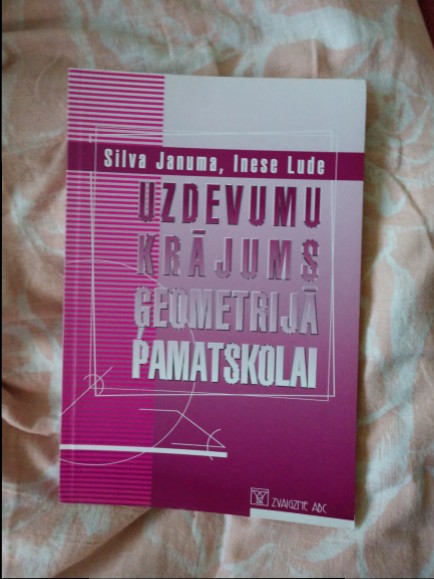 Silva Januma, Inese Lude
UZDEVUMU
KRĀJUMS
ĢEOMETRIJĀ
PAMATSKOLAI
ZVAIGZNE ABC